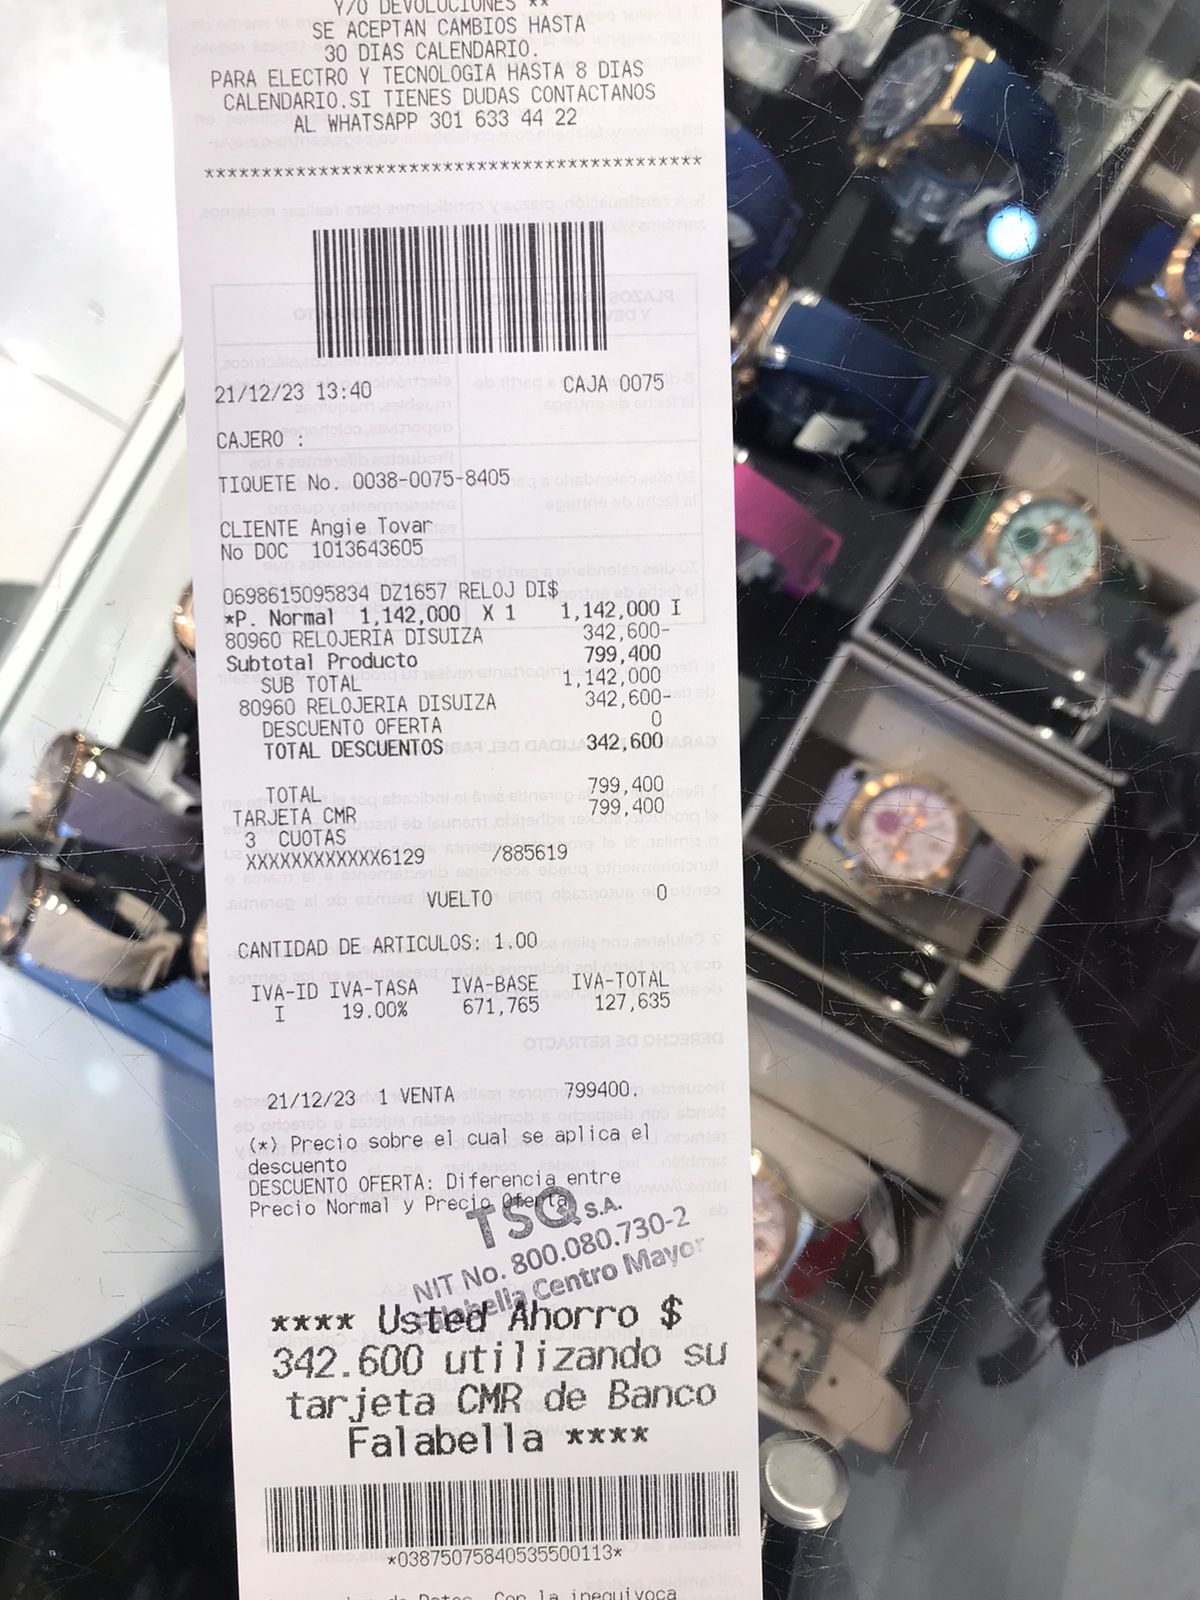 Y/O DEVOLUCIONES **
SE ACEPTAN CAMBIOS HASTA
30 DIAS CALENDARIO.
PARA ELECTRO Y TECNOLOGIA HASTA 8 DIAS
CALENDARIO.SI TIENES DUDAS CONTACTANOS
AL WHATSAPP 301 633 44 22
********************************************
21/12/23 13:40 CAJA 0075
CAJERO :
TIQUETE No. 0038-0075-8405
CLIENTE Angie Tovar
No DOC 1013643605
0698615095834 DZ1657 RELOJ DI$
*P. Normal 1,142,000 X 1 1,142,000 I
80960 RELOJERIA DISUIZA 342,600-
Subtotal Producto 799,400
SUB TOTAL 1,142,000
80960 RELOJERIA DISUIZA 342,600-
DESCUENTO OFERTA 0
TOTAL DESCUENTOS 342,600
TOTAL 799,400
TARJETA CMR 799,400
3 CUOTAS
XXXXXXXXXXXX6129 /885619
VUELTO 0
CANTIDAD DE ARTICULOS: 1.00
IVA-ID IVA-TASA IVA-BASE IVA-TOTAL
I 19.00% 671,765 127,635
21/12/23 1 VENTA 799400.
(*) Precio sobre el cual se aplica el
descuento
DESCUENTO OFERTA: Diferencia entre
Precio Normal y Precio Oferta
TSQ S.A.
NIT No. 800.080.730-2
Falabella Centro Mayor
**** Usted Ahorro $
342.600 utilizando su
tarjeta CMR de Banco
Falabella ****
*03875075840535500113*
de Datos. Con la inequivoca